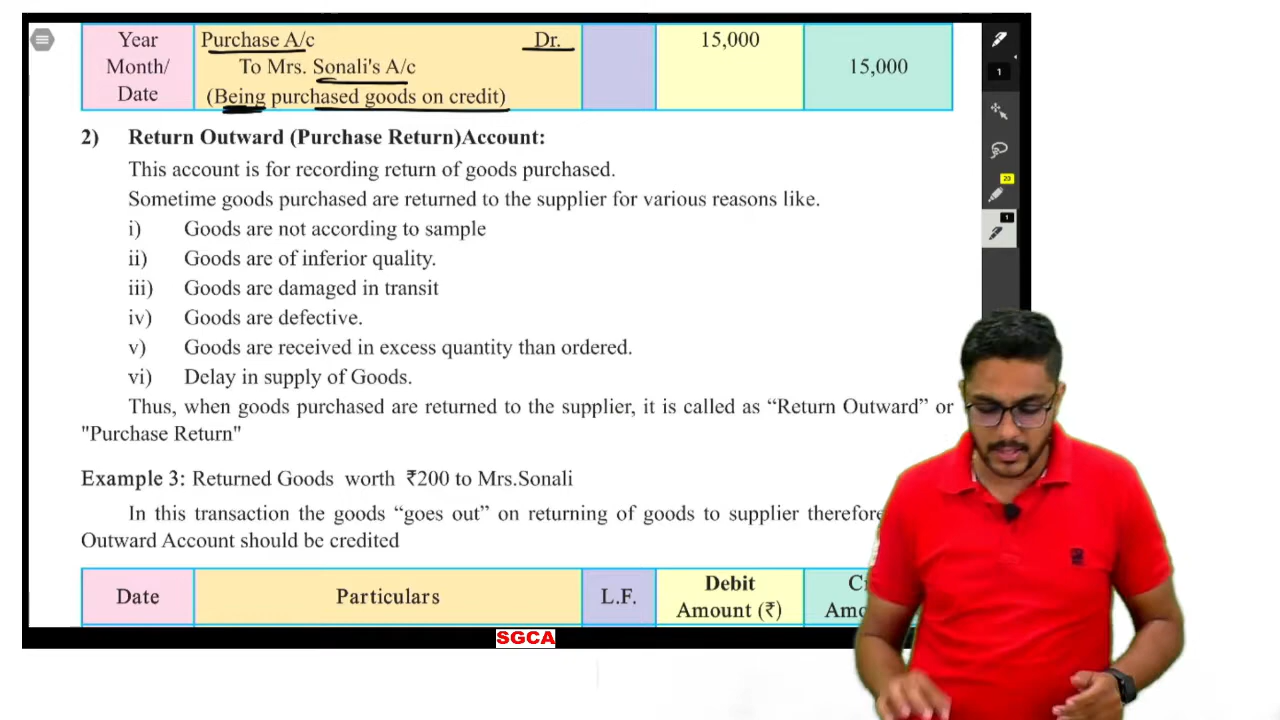 Year Purchase A/c Dr. 15,000
Month/ To Mrs. Sonali's A/c 15,000
Date (Being purchased goods on credit)
2) Return Outward (Purchase Return)Account:
This account is for recording return of goods purchased.
Sometime goods purchased are returned to the supplier for various reasons like.
i) Goods are not according to sample
ii) Goods are of inferior quality.
iii) Goods are damaged in transit
iv) Goods are defective.
v) Goods are received in excess quantity than ordered.
vi) Delay in supply of Goods.
Thus, when goods purchased are returned to the supplier, it is called as “Return Outward” or
"Purchase Return"
Example 3: Returned Goods worth ₹200 to Mrs.Sonali
In this transaction the goods “goes out” on returning of goods to supplier therefore
Outward Account should be credited
Date Particulars L.F. Debit
Amount (₹)
SGCA
1
23
1